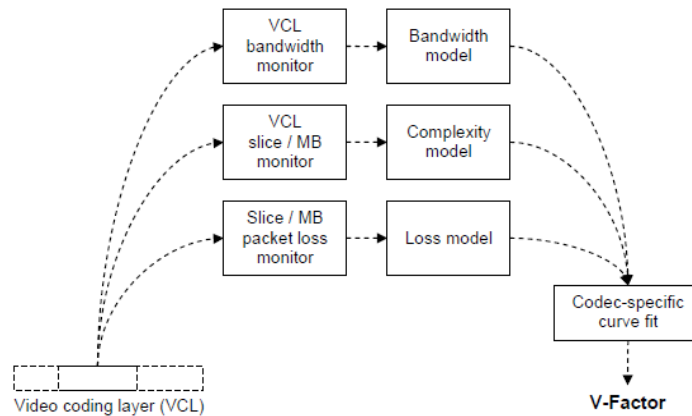 VCL
bandwidth
monitor
Bandwidth
model
VCL
slice / MB
monitor
Complexity
model
Slice / MB
packet loss
monitor
Loss model
Codec-specific
curve fit
Video coding layer (VCL)
V-Factor